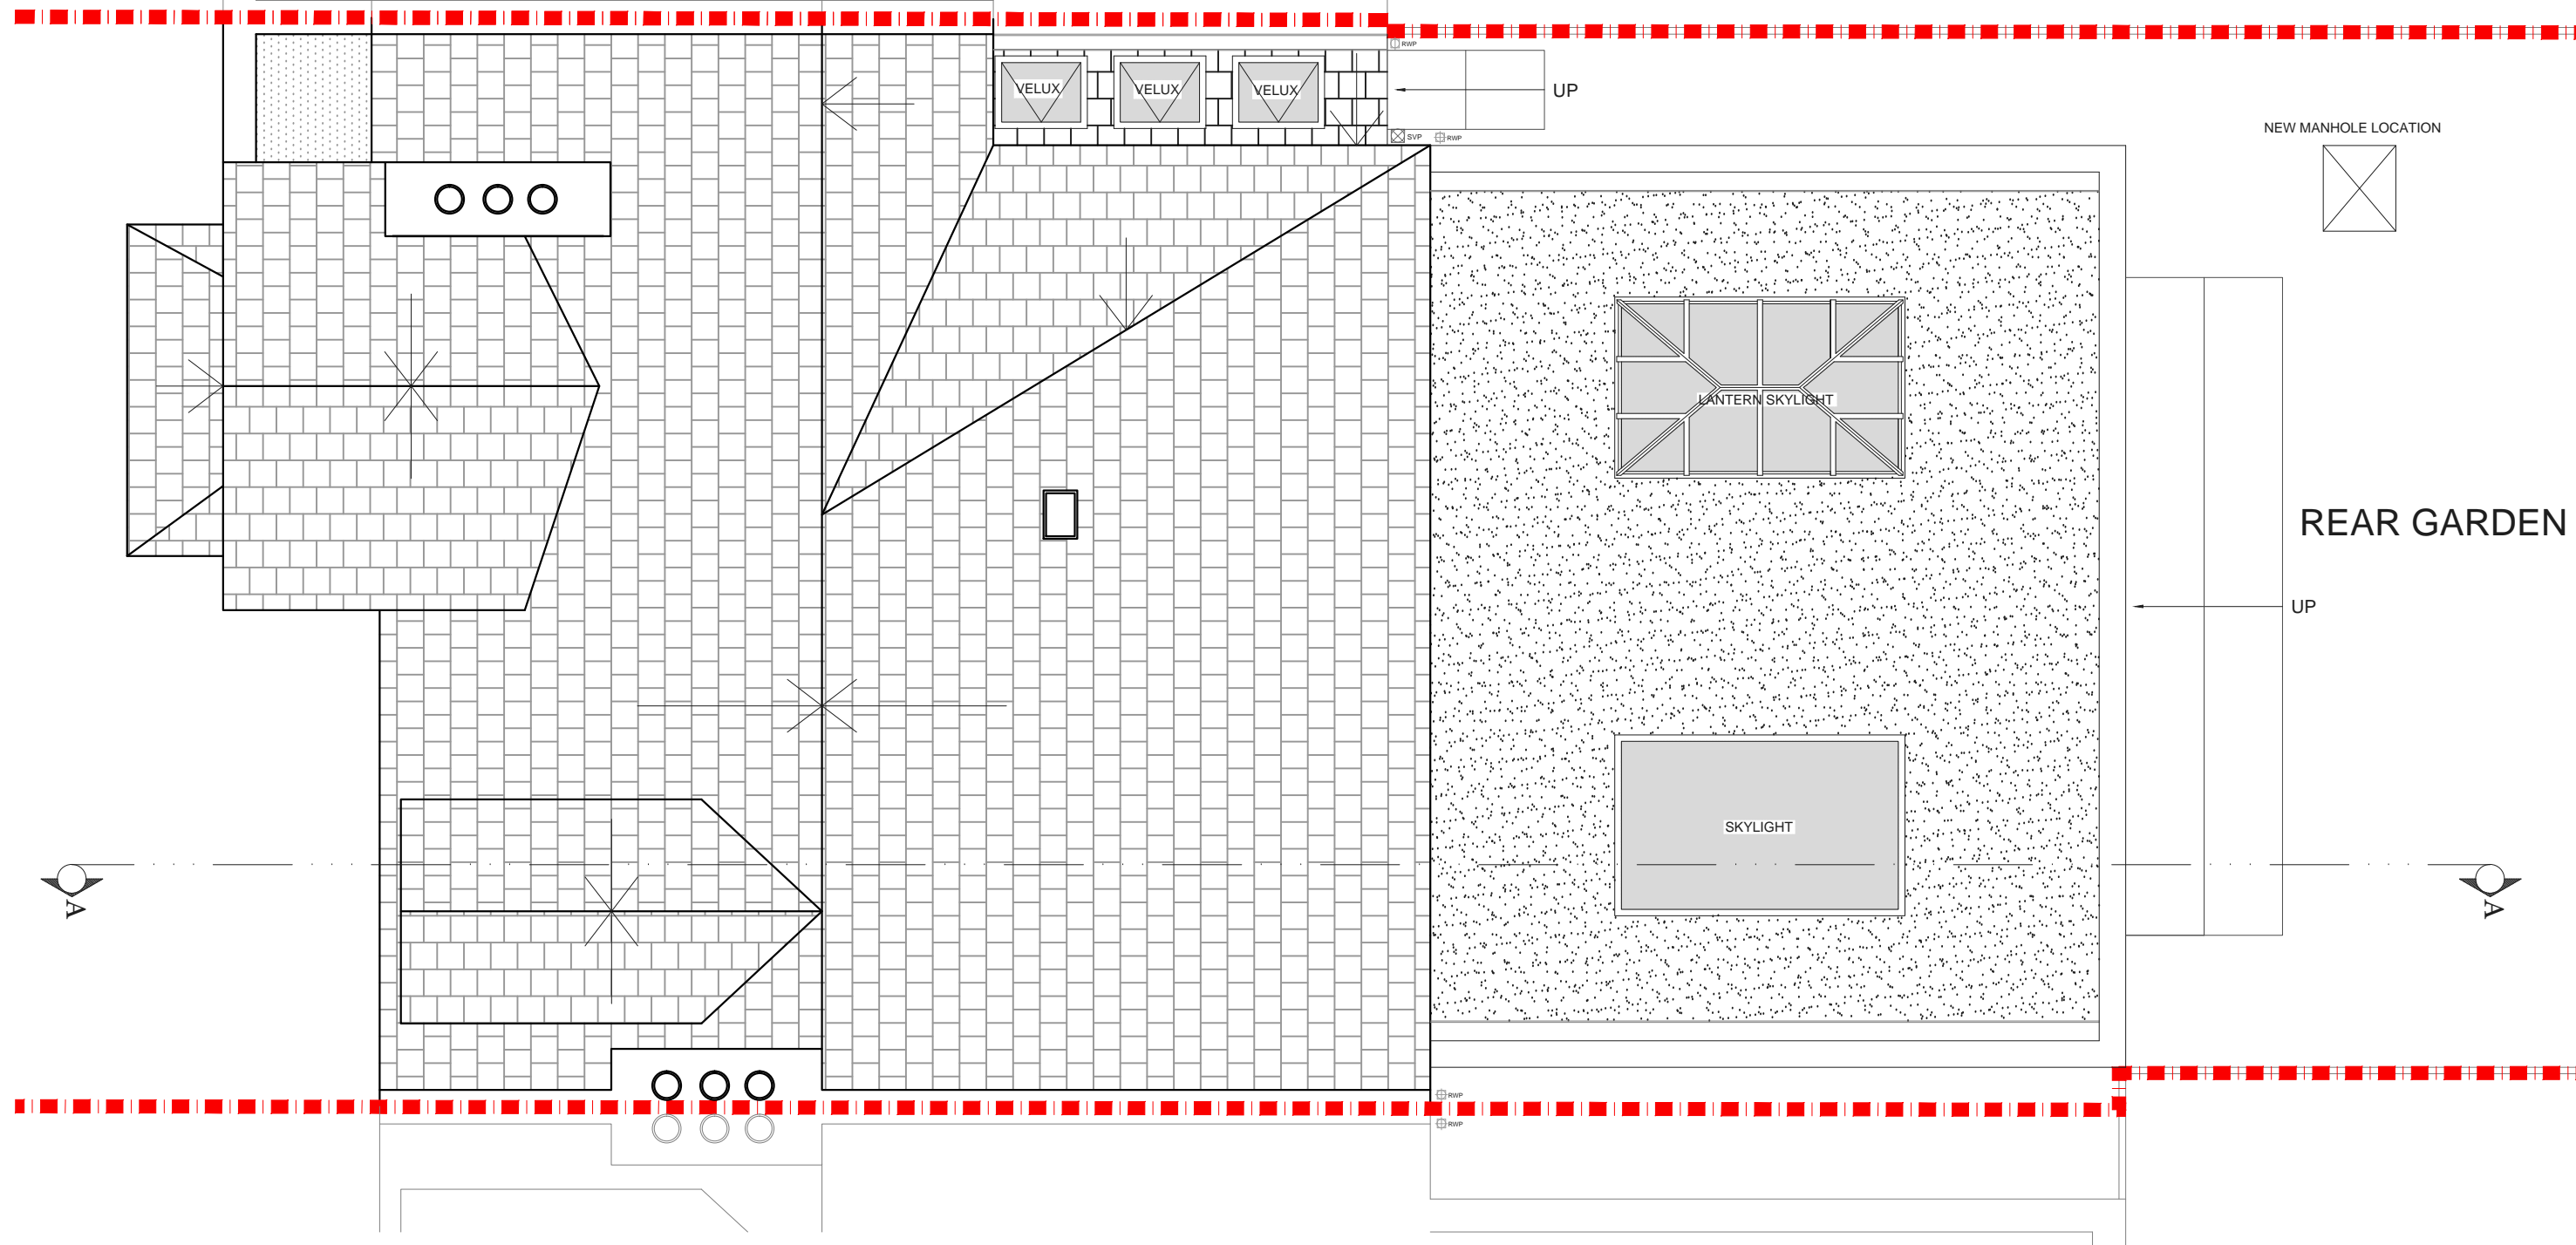 RWP
VELUX
VELUX
VELUX
UP
NEW MANHOLE LOCATION
SVP
RWP
LANTERN SKYLIGHT
REAR GARDEN
UP
SKYLIGHT
A
A
RWP
RWP